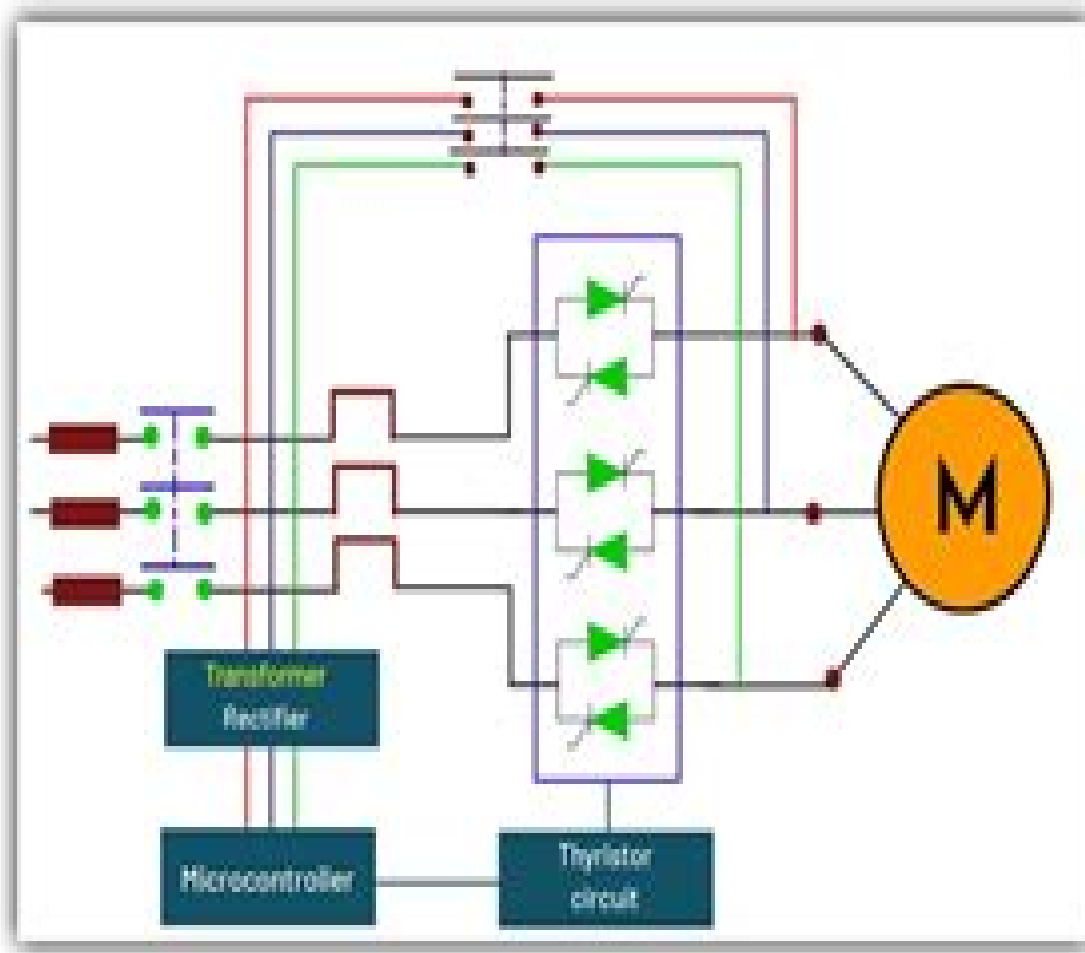 M
Transformer
Rectifier
Microcontroller
Thyristor
circuit